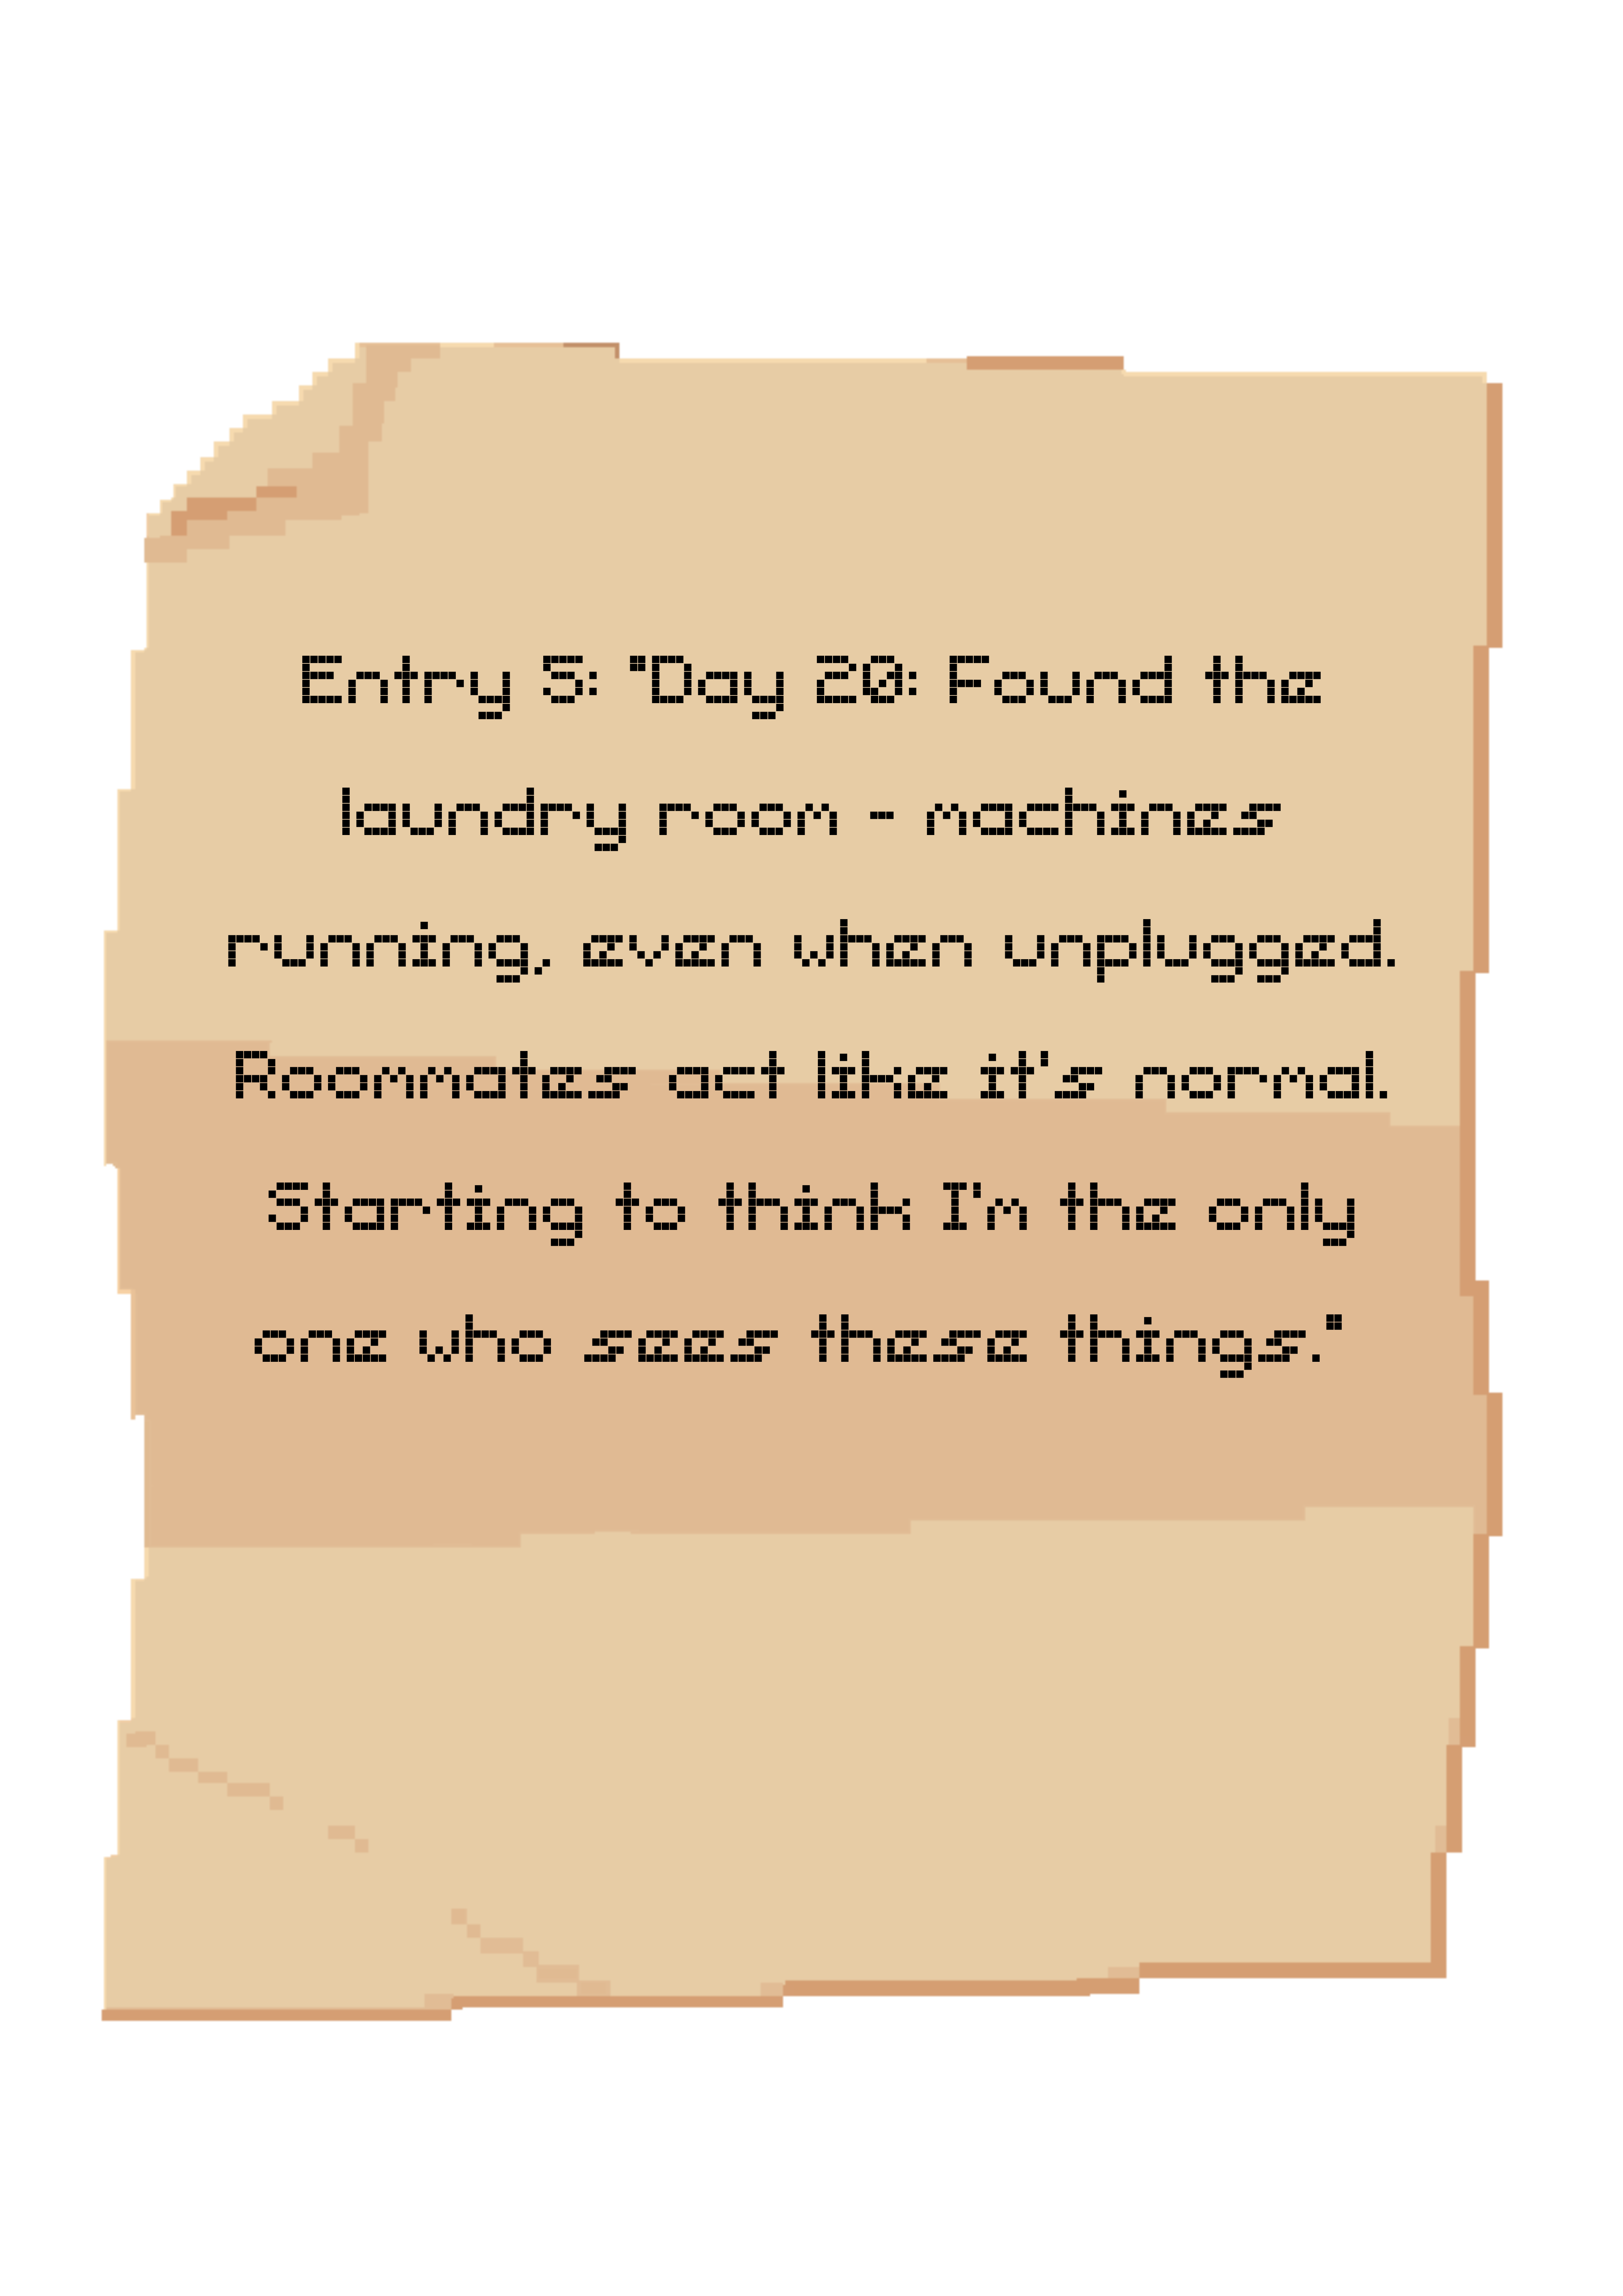 Entry 5: "Day 20: Found the
laundry room - machines
running, even when unplugged.
Roommates act like it's normal.
Starting to think I'm the only
one who sees these things."